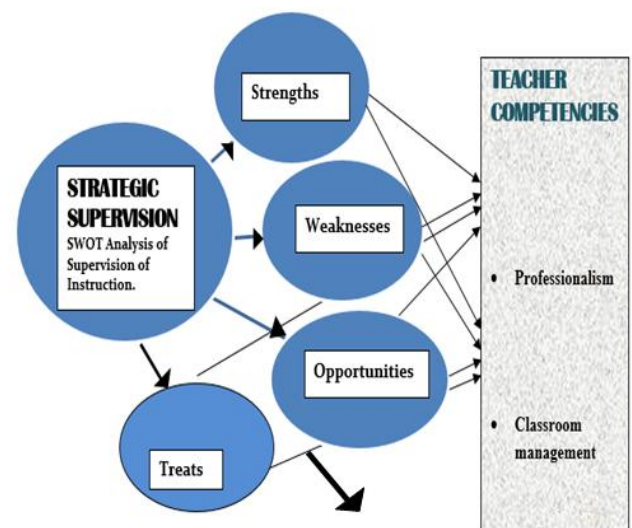 Strengths
STRATEGIC
SUPERVISION
SWOT Analysis of
Supervision of
Instruction.
Weaknesses
Opportunities
Treats
TEACHER
COMPETENCIES
• Professionalism
• Classroom
management